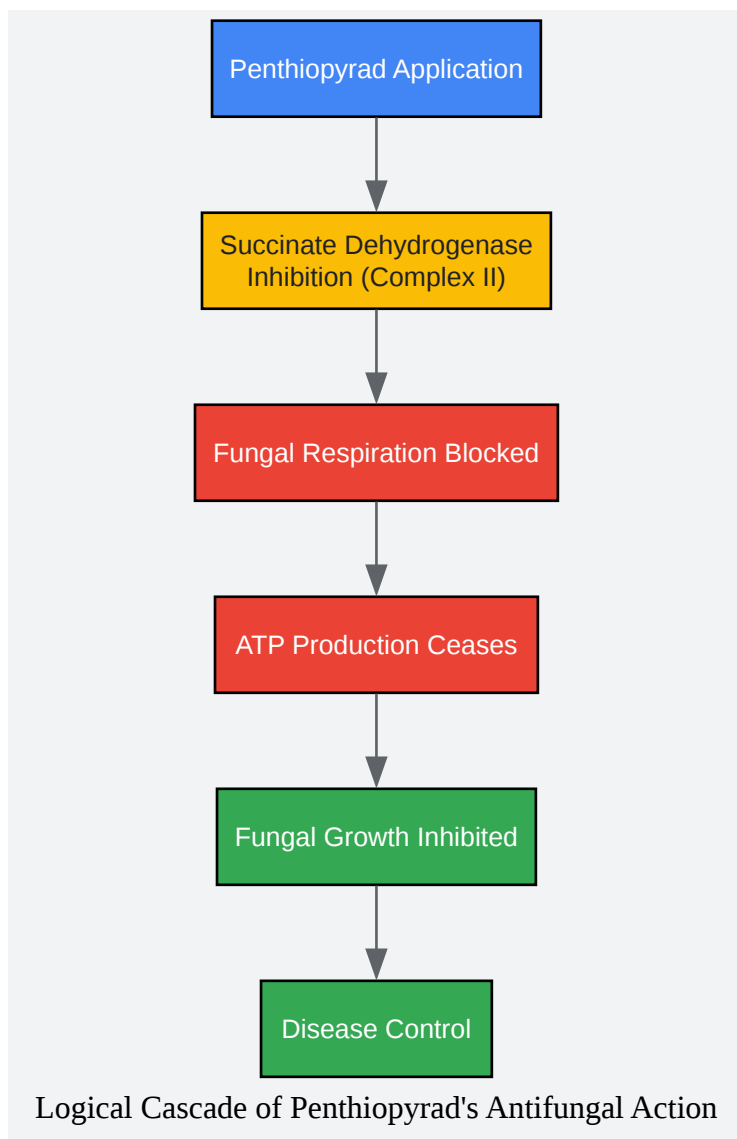 Penthiopyrad Application
Succinate Dehydrogenase
Inhibition (Complex II)
Fungal Respiration Blocked
ATP Production Ceases
Fungal Growth Inhibited
Disease Control
Logical Cascade of Penthiopyrad's Antifungal Action